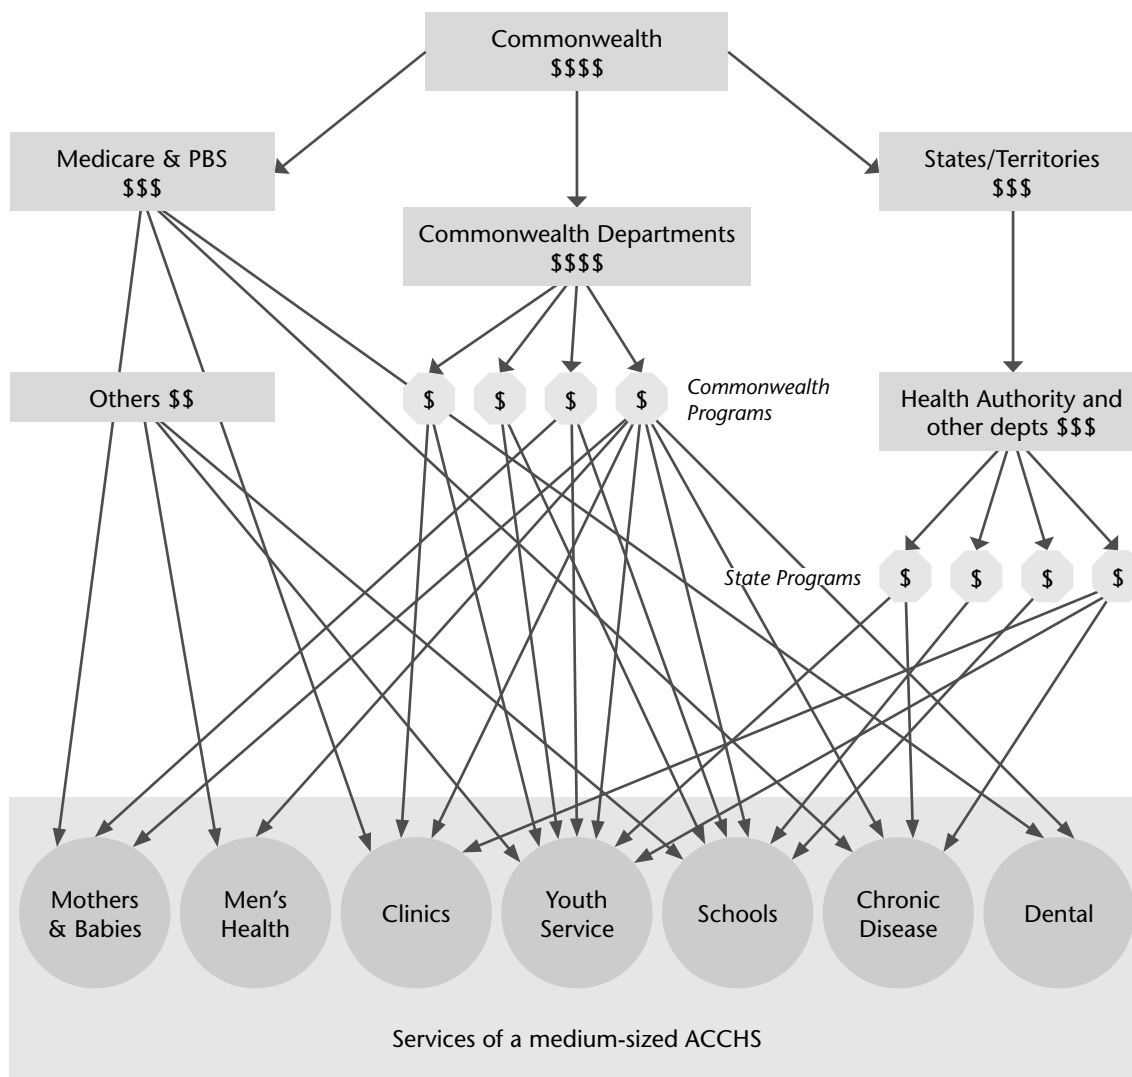 Commonwealth
$$$$
Medicare & PBS
$$$
States/Territories
$$$
Commonwealth Departments
$$$$
Others $$
$
$
$
$
Commonwealth
Programs
Health Authority and
other depts $$$
State Programs
$
$
$
$
Mothers
& Babies
Men's
Health
Clinics
Youth
Service
Schools
Chronic
Disease
Dental
Services of a medium-sized ACCHS